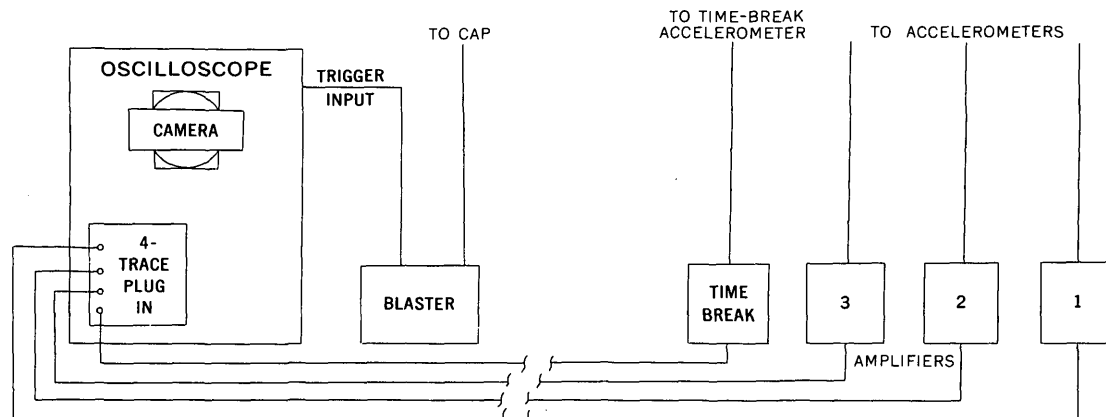 TO TIME-BREAK
ACCELEROMETER
TO ACCELEROMETERS
TO CAP
OSCILLOSCOPE
TRIGGER
INPUT
CAMERA
4-
TRACE
PLUG
IN
BLASTER
TIME
BREAK
3
2
1
AMPLIFIERS